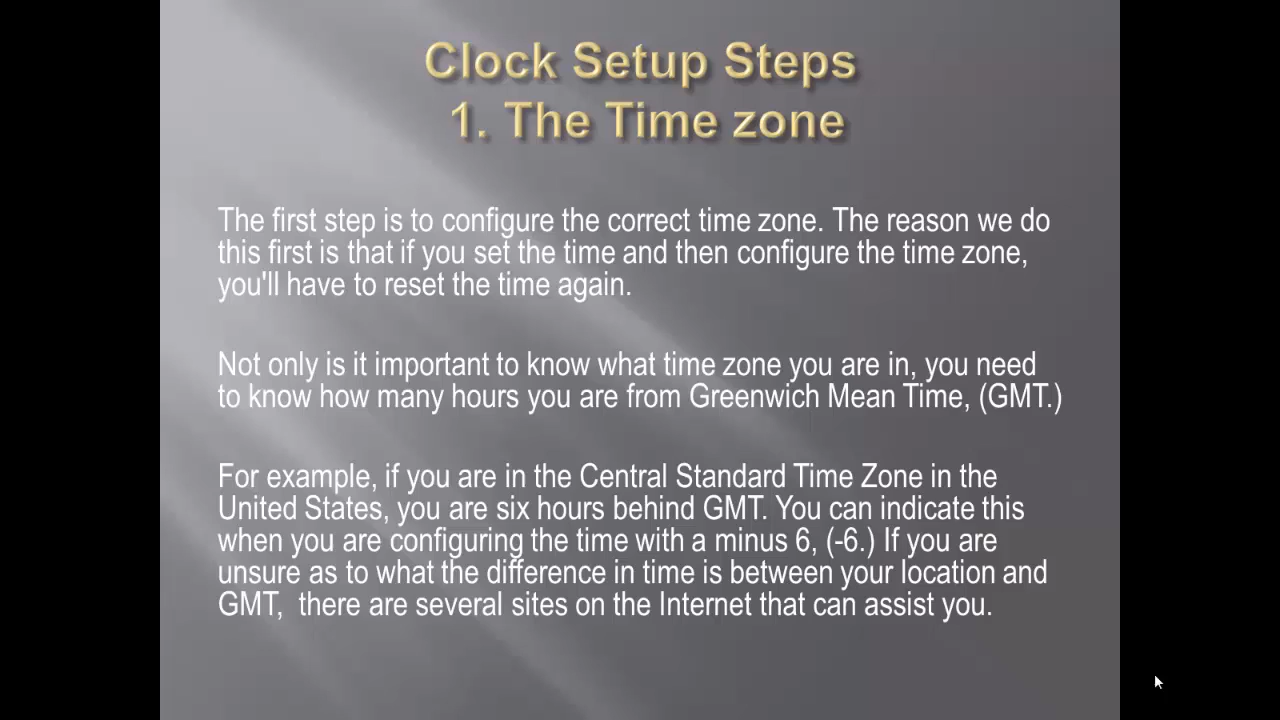 Clock Setup Steps
1. The Time zone
The first step is to configure the correct time zone. The reason we do
this first is that if you set the time and then configure the time zone,
you'll have to reset the time again.
Not only is it important to know what time zone you are in, you need
to know how many hours you are from Greenwich Mean Time, (GMT.)
For example, if you are in the Central Standard Time Zone in the
United States, you are six hours behind GMT. You can indicate this
when you are configuring the time with a minus 6, (-6.) If you are
unsure as to what the difference in time is between your location and
GMT,  there are several sites on the Internet that can assist you.